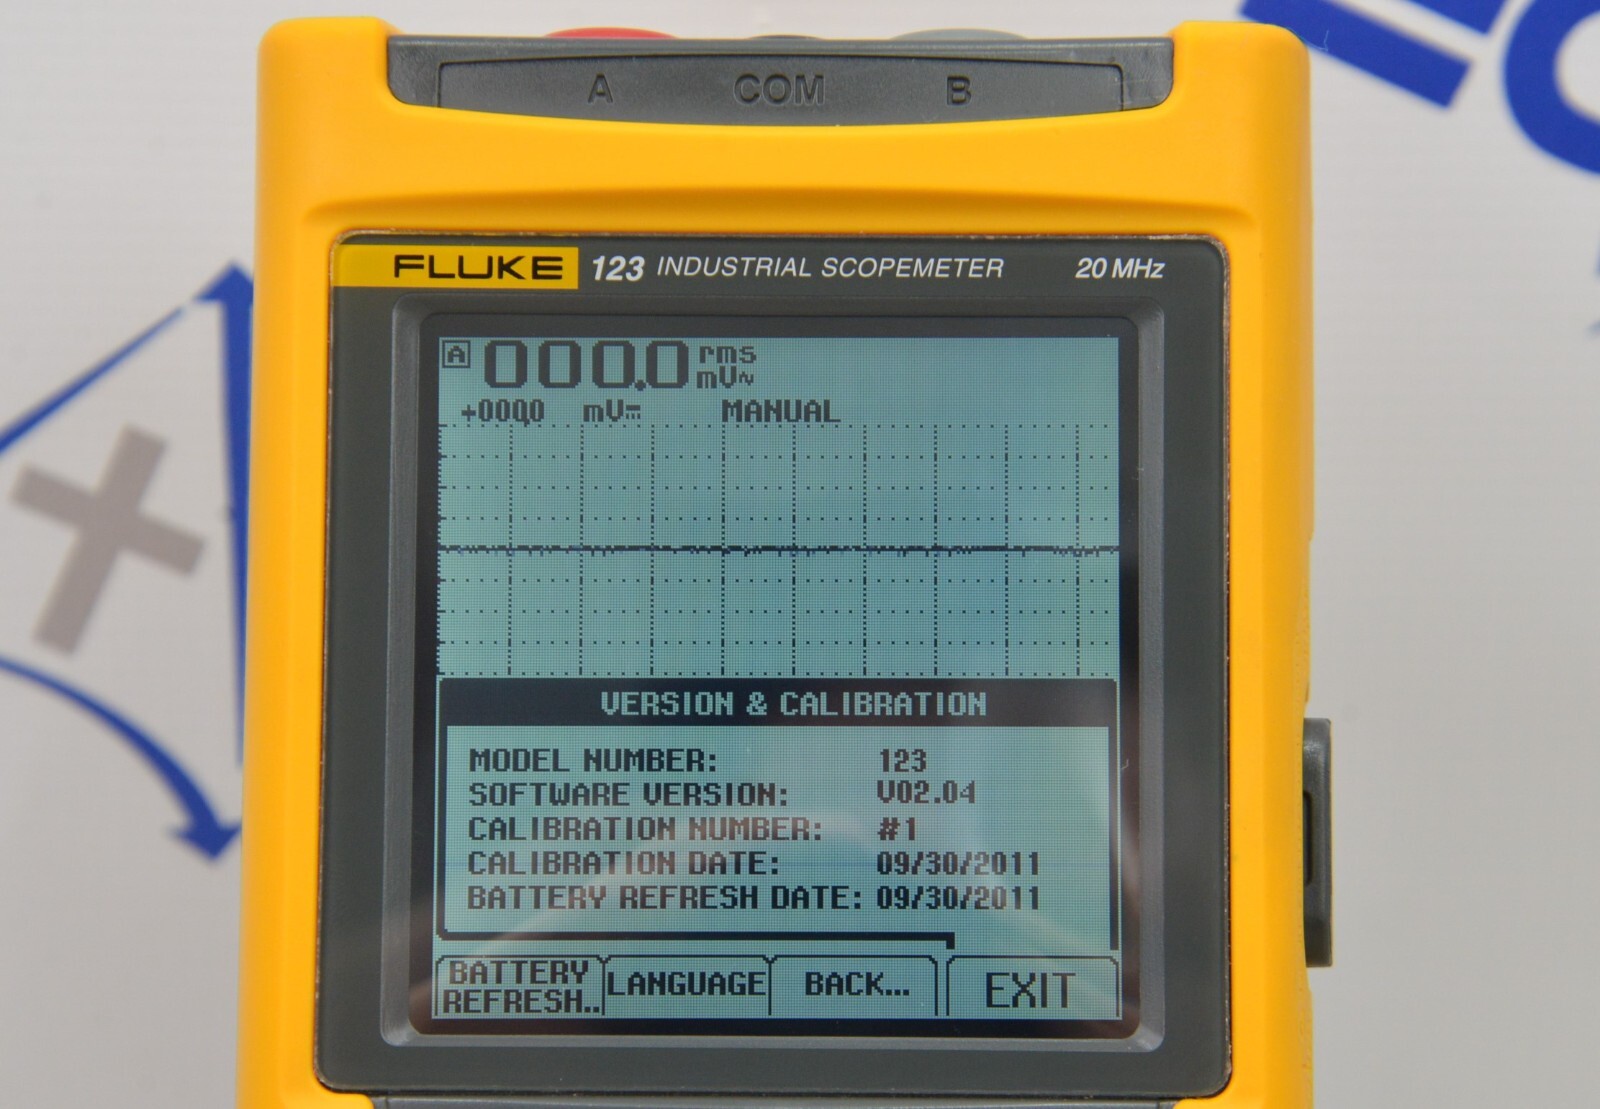 A COM B
FLUKE 123 INDUSTRIAL SCOPEMETER 20 MHz
A 000.0 rms
mV~
+000.0 mV⎓ MANUAL
VERSION & CALIBRATION
MODEL NUMBER: 123
SOFTWARE VERSION: V02.04
CALIBRATION NUMBER: #1
CALIBRATION DATE: 09/30/2011
BATTERY REFRESH DATE: 09/30/2011
BATTERY
REFRESH.. LANGUAGE BACK... EXIT